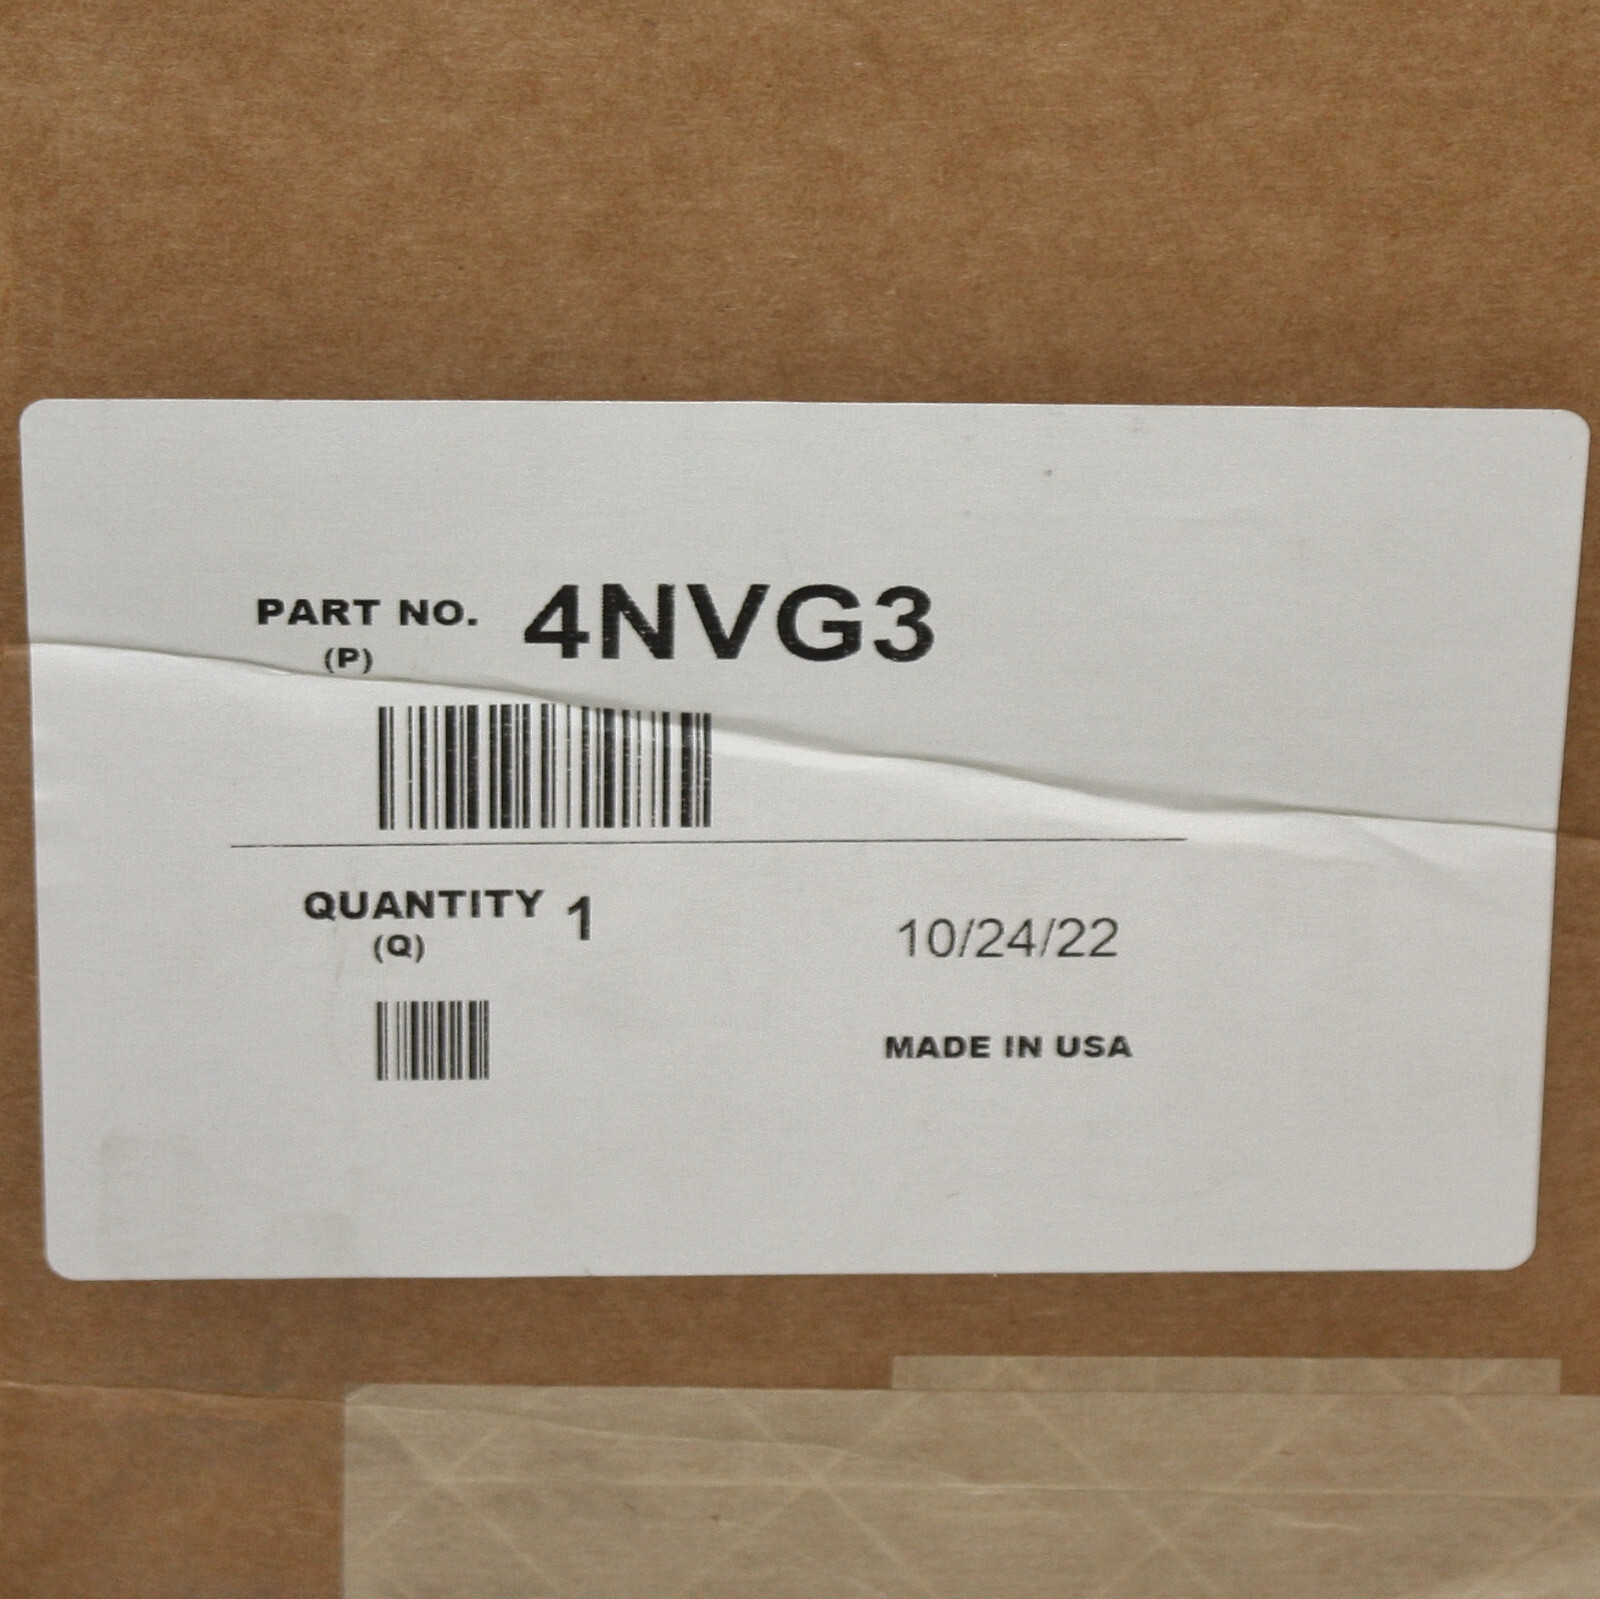 PART NO. 4NVG3
(P)
QUANTITY 1
(Q)
10/24/22
MADE IN USA